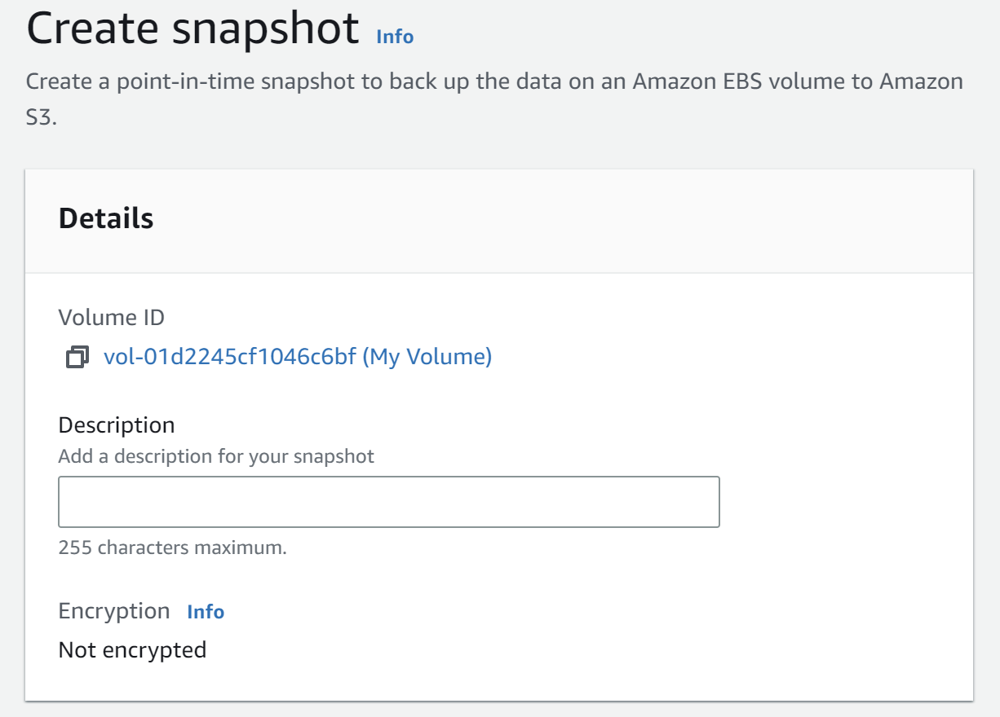 Create snapshot Info
Create a point-in-time snapshot to back up the data on an Amazon EBS volume to Amazon
S3.
Details
Volume ID
vol-01d2245cf1046c6bf (My Volume)
Description
Add a description for your snapshot
255 characters maximum.
Encryption Info
Not encrypted